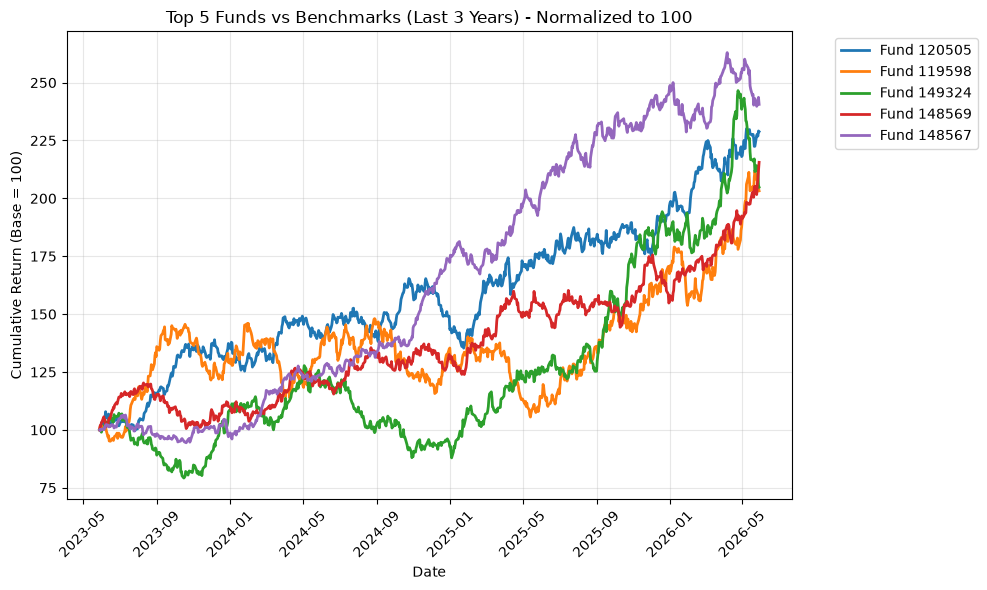 Top 5 Funds vs Benchmarks (Last 3 Years) - Normalized to 100
Fund 120505
Fund 119598
Fund 149324
Fund 148569
Fund 148567
Cumulative Return (Base = 100)
250
225
200
175
150
125
100
75
2023-05
2023-09
2024-01
2024-05
2024-09
2025-01
2025-05
2025-09
2026-01
2026-05
Date